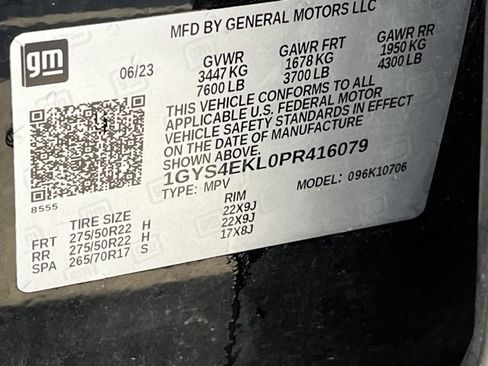 MFD BY GENERAL MOTORS LLC
gm
06/23 GVWR GAWR FRT GAWR RR
3447 KG 1678 KG 1950 KG
7600 LB 3700 LB 4300 LB
THIS VEHICLE CONFORMS TO ALL
APPLICABLE U.S. FEDERAL MOTOR
VEHICLE SAFETY STANDARDS IN EFFECT
ON THE DATE OF MANUFACTURE
SHOWN ABOVE.
1GYS4EKL0PR416079
8555
TYPE: MPV MODEL: 096K10706
TIRE SIZE RIM
FRT 275/50R22 H 22X9J
RR 275/50R22 H 22X9J
SPA 265/70R17 S 17X8J